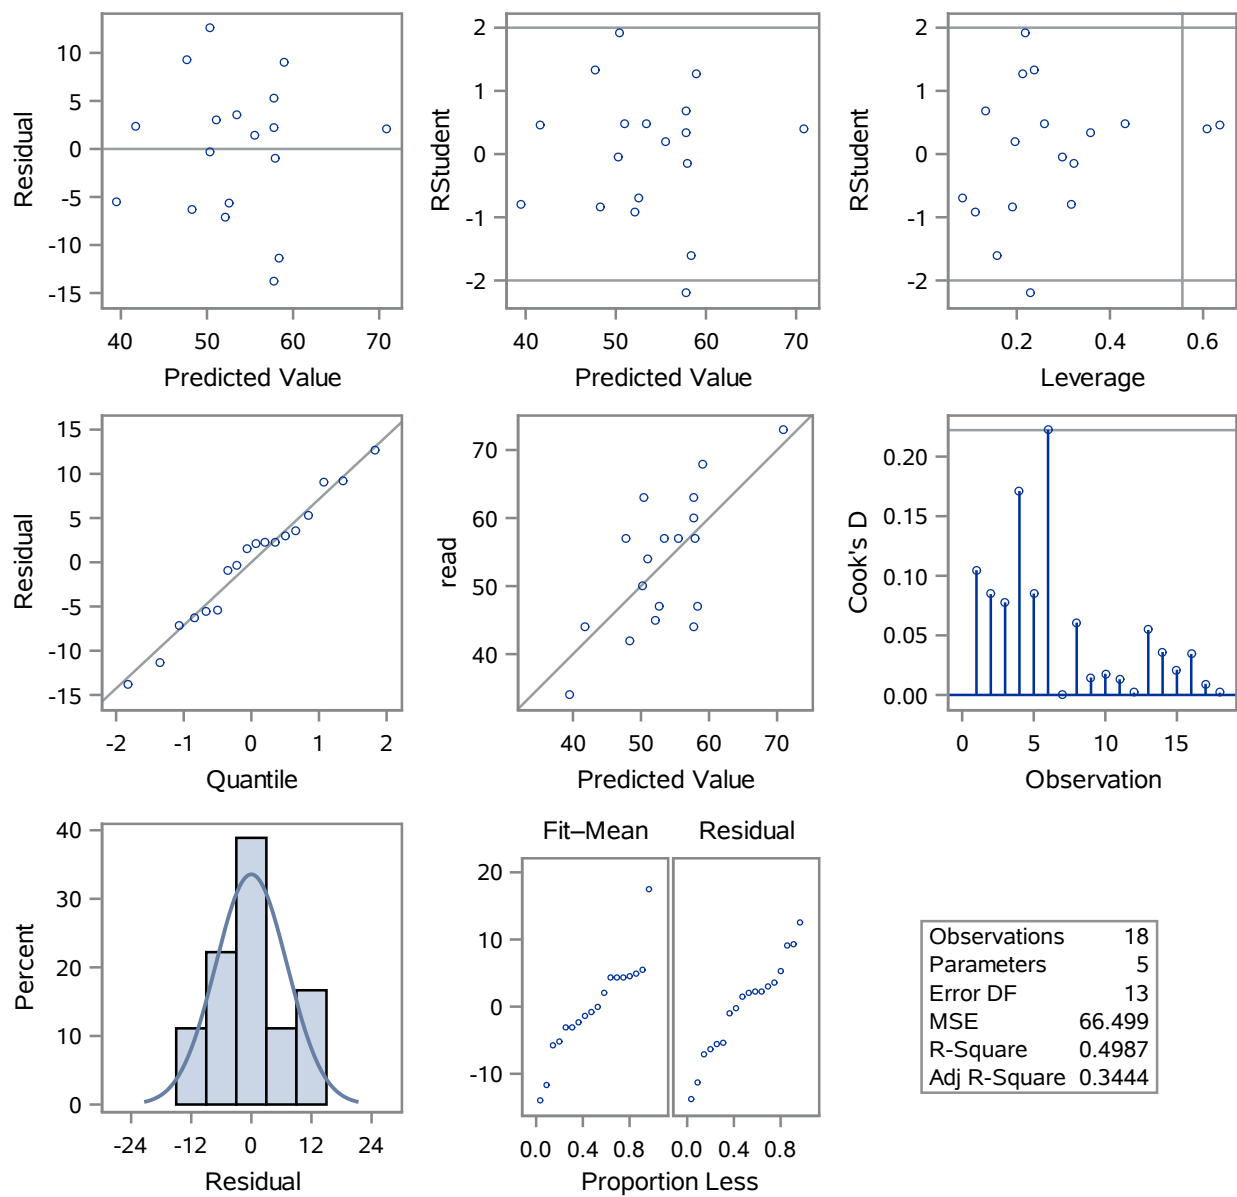 10
5
0
-5
-10
-15
Residual
40 50 60 70
Predicted Value
2
1
0
-1
-2
RStudent
40 50 60 70
Predicted Value
2
1
0
-1
-2
RStudent
0.2 0.4 0.6
Leverage
15
10
5
0
-5
-10
-15
Residual
-2 -1 0 1 2
Quantile
70
60
50
40
read
40 50 60 70
Predicted Value
0.20
0.15
0.10
0.05
0.00
Cook's D
0 5 10 15
Observation
40
30
20
10
0
Percent
-24 -12 0 12 24
Residual
Fit–Mean Residual
20
10
0
-10
0.0 0.4 0.8 0.0 0.4 0.8
Proportion Less
Observations 18
Parameters 5
Error DF 13
MSE 66.499
R-Square 0.4987
Adj R-Square 0.3444